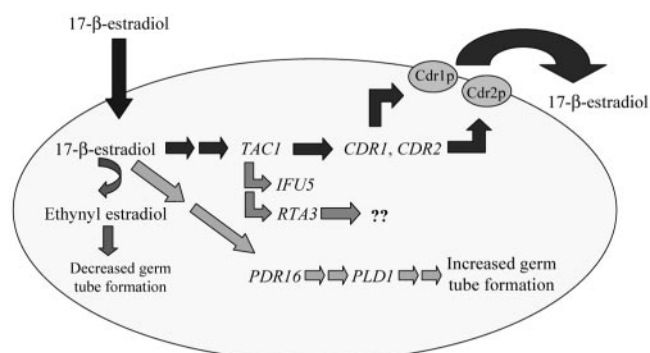 17-β-estradiol
Cdr1p
Cdr2p
17-β-estradiol
17-β-estradiol
TAC1
CDR1, CDR2
IFU5
Ethynyl estradiol
RTA3
??
Decreased germ
tube formation
PDR16
PLD1
Increased germ
tube formation